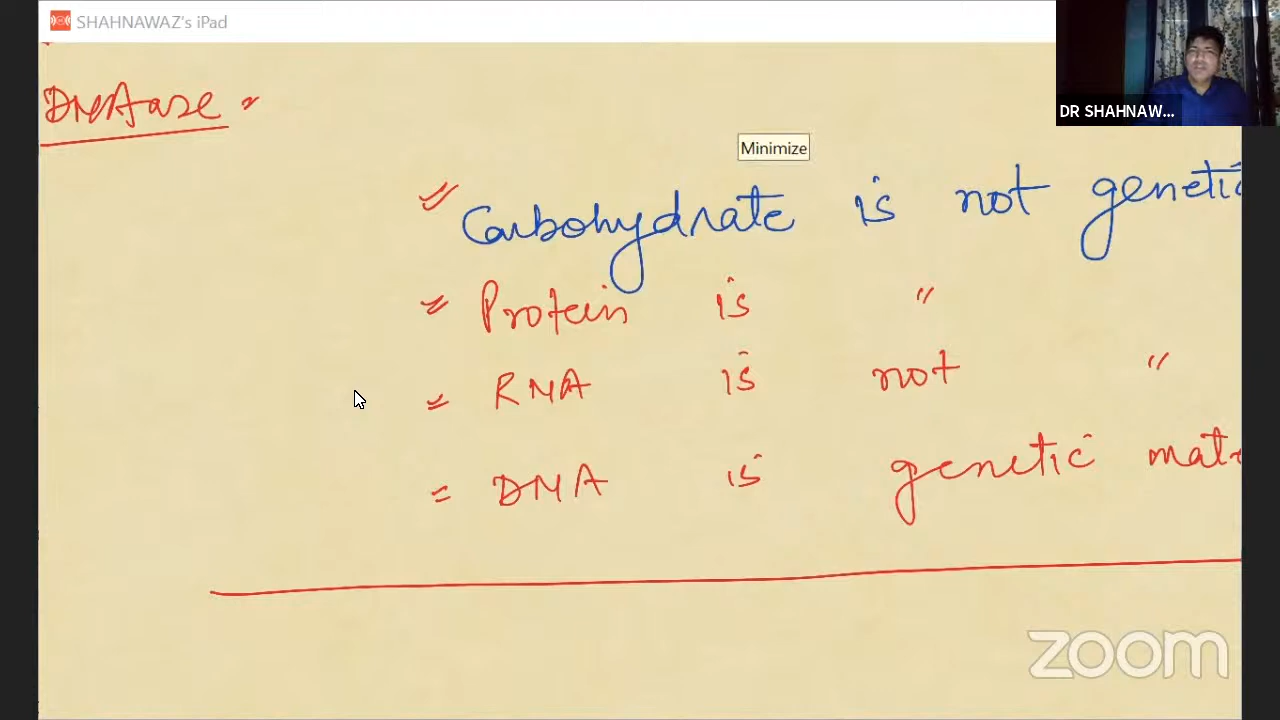 SHAHNAWAZ's iPad
DR SHAHNAW...
DNAase =
Minimize
Carbohydrate is not genetic
= Protein is "
= RNA is not "
= DNA is genetic mate
zoom